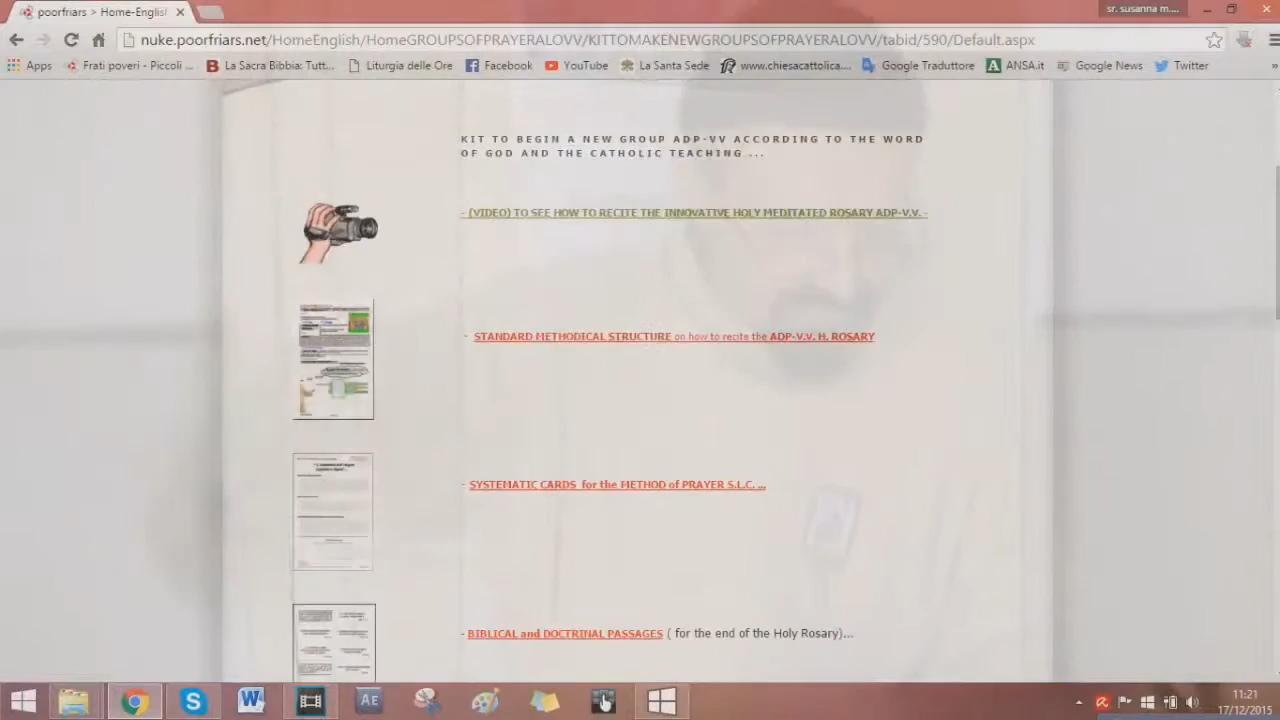 poorfriars > Home-Englisl
sr. susanna m....
nuke.poorfriars.net/HomeEnglish/HomeGROUPSOFPRAYERALOVV/KITTOMAKENEWGROUPSOFPRAYERALOVV/tabid/590/Default.aspx
Apps Frati poveri - Piccoli ... La Sacra Bibbia: Tutt... Liturgia delle Ore Facebook YouTube La Santa Sede www.chiesacattolica.... Google Traduttore ANSA.it Google News Twitter »
KIT TO BEGIN A NEW GROUP ADP-VV ACCORDING TO THE WORD
OF GOD AND THE CATHOLIC TEACHING ...
- (VIDEO) TO SEE HOW TO RECITE THE INNOVATIVE HOLY MEDITATED ROSARY ADP-V.V. -
- STANDARD METHODICAL STRUCTURE on how to recite the ADP-V.V. H. ROSARY
- SYSTEMATIC CARDS for the METHOD of PRAYER S.L.C. ...
- BIBLICAL and DOCTRINAL PASSAGES ( for the end of the Holy Rosary)...
AE
11:21
17/12/2015